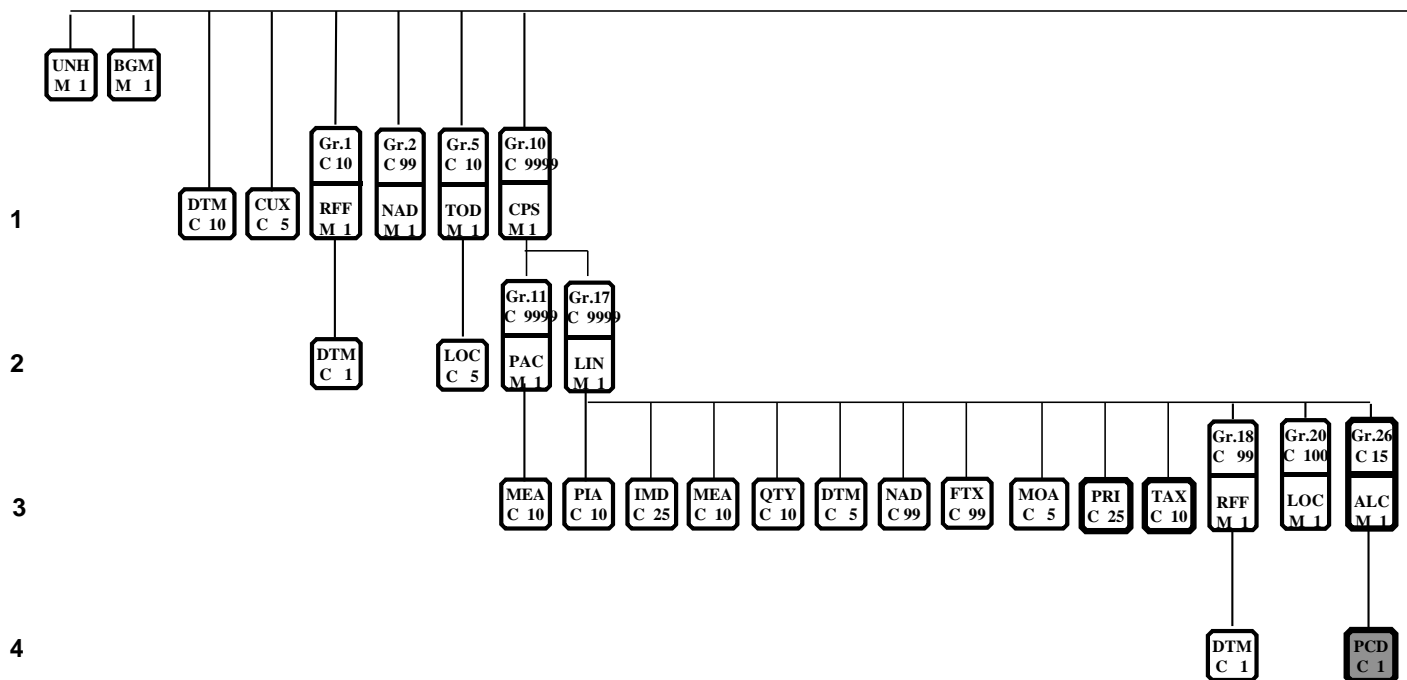 UNH
M 1
BGM
M 1
Gr.1
C 10
Gr.2
C 99
Gr.5
C 10
Gr.10
C 9999
1
DTM
C 10
CUX
C 5
RFF
M 1
NAD
M 1
TOD
M 1
CPS
M 1
Gr.11
C 9999
Gr.17
C 9999
2
DTM
C 1
LOC
C 5
PAC
M 1
LIN
M 1
Gr.18
C 99
Gr.20
C 100
Gr.26
C 15
3
MEA
C 10
PIA
C 10
IMD
C 25
MEA
C 10
QTY
C 10
DTM
C 5
NAD
C 99
FTX
C 99
MOA
C 5
PRI
C 25
TAX
C 10
RFF
M 1
LOC
M 1
ALC
M 1
4
DTM
C 1
PCD
C 1